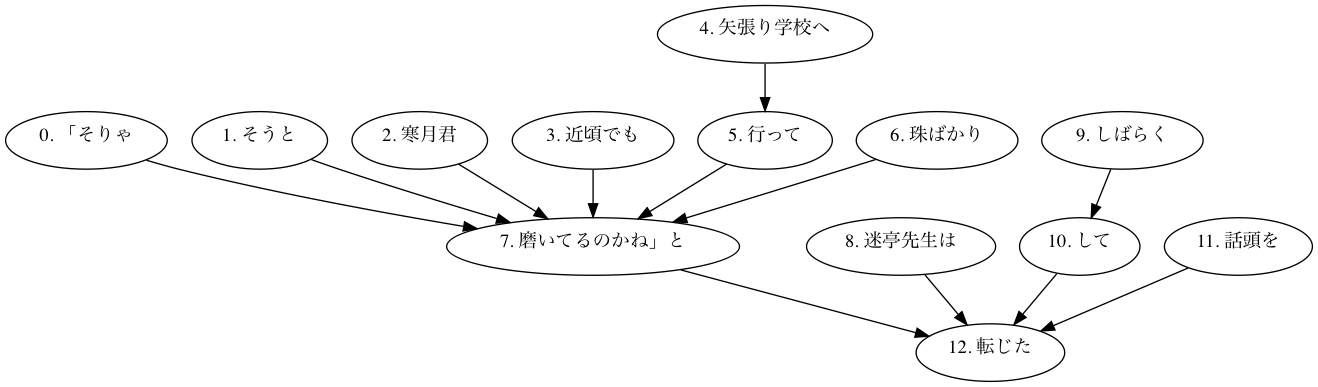 4. 矢張り学校へ
0. 「そりゃ
1. そうと
2. 寒月君
3. 近頃でも
5. 行って
6. 珠ばかり
9. しばらく
7. 磨いてるのかね」と
8. 迷亭先生は
10. して
11. 話頭を
12. 転じた